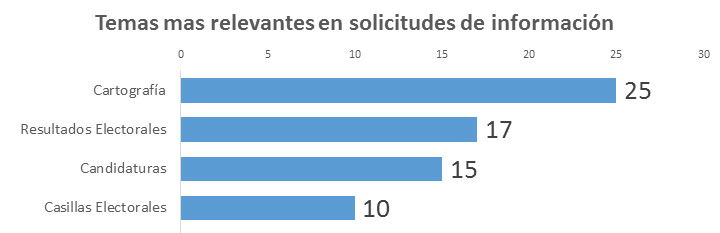 Temas mas relevantes en solicitudes de información
0 5 10 15 20 25 30
Cartografía 25
Resultados Electorales 17
Candidaturas 15
Casillas Electorales 10